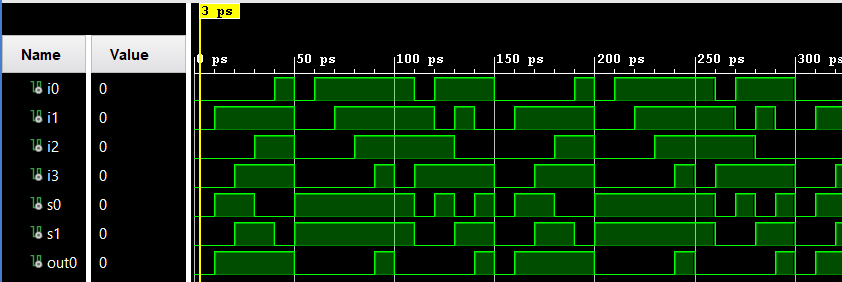 3 ps
Name Value
0 ps 50 ps 100 ps 150 ps 200 ps 250 ps 300 ps
i0 0
i1 0
i2 0
i3 0
s0 0
s1 0
out0 0